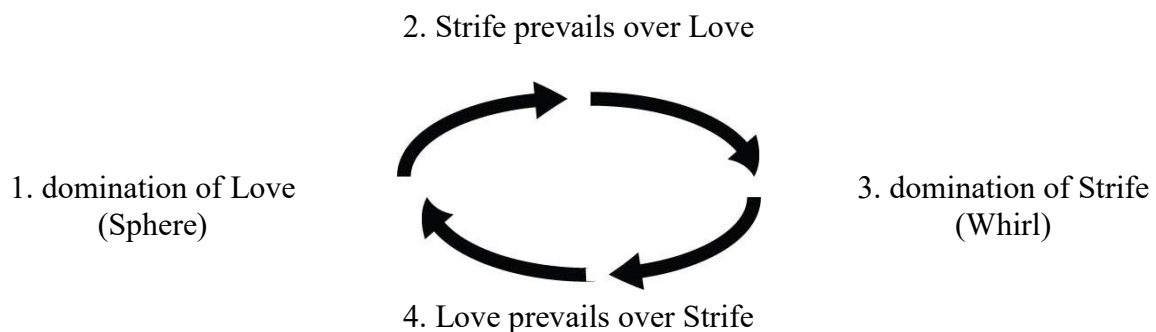 2. Strife prevails over Love
1. domination of Love
(Sphere)
3. domination of Strife
(Whirl)
4. Love prevails over Strife